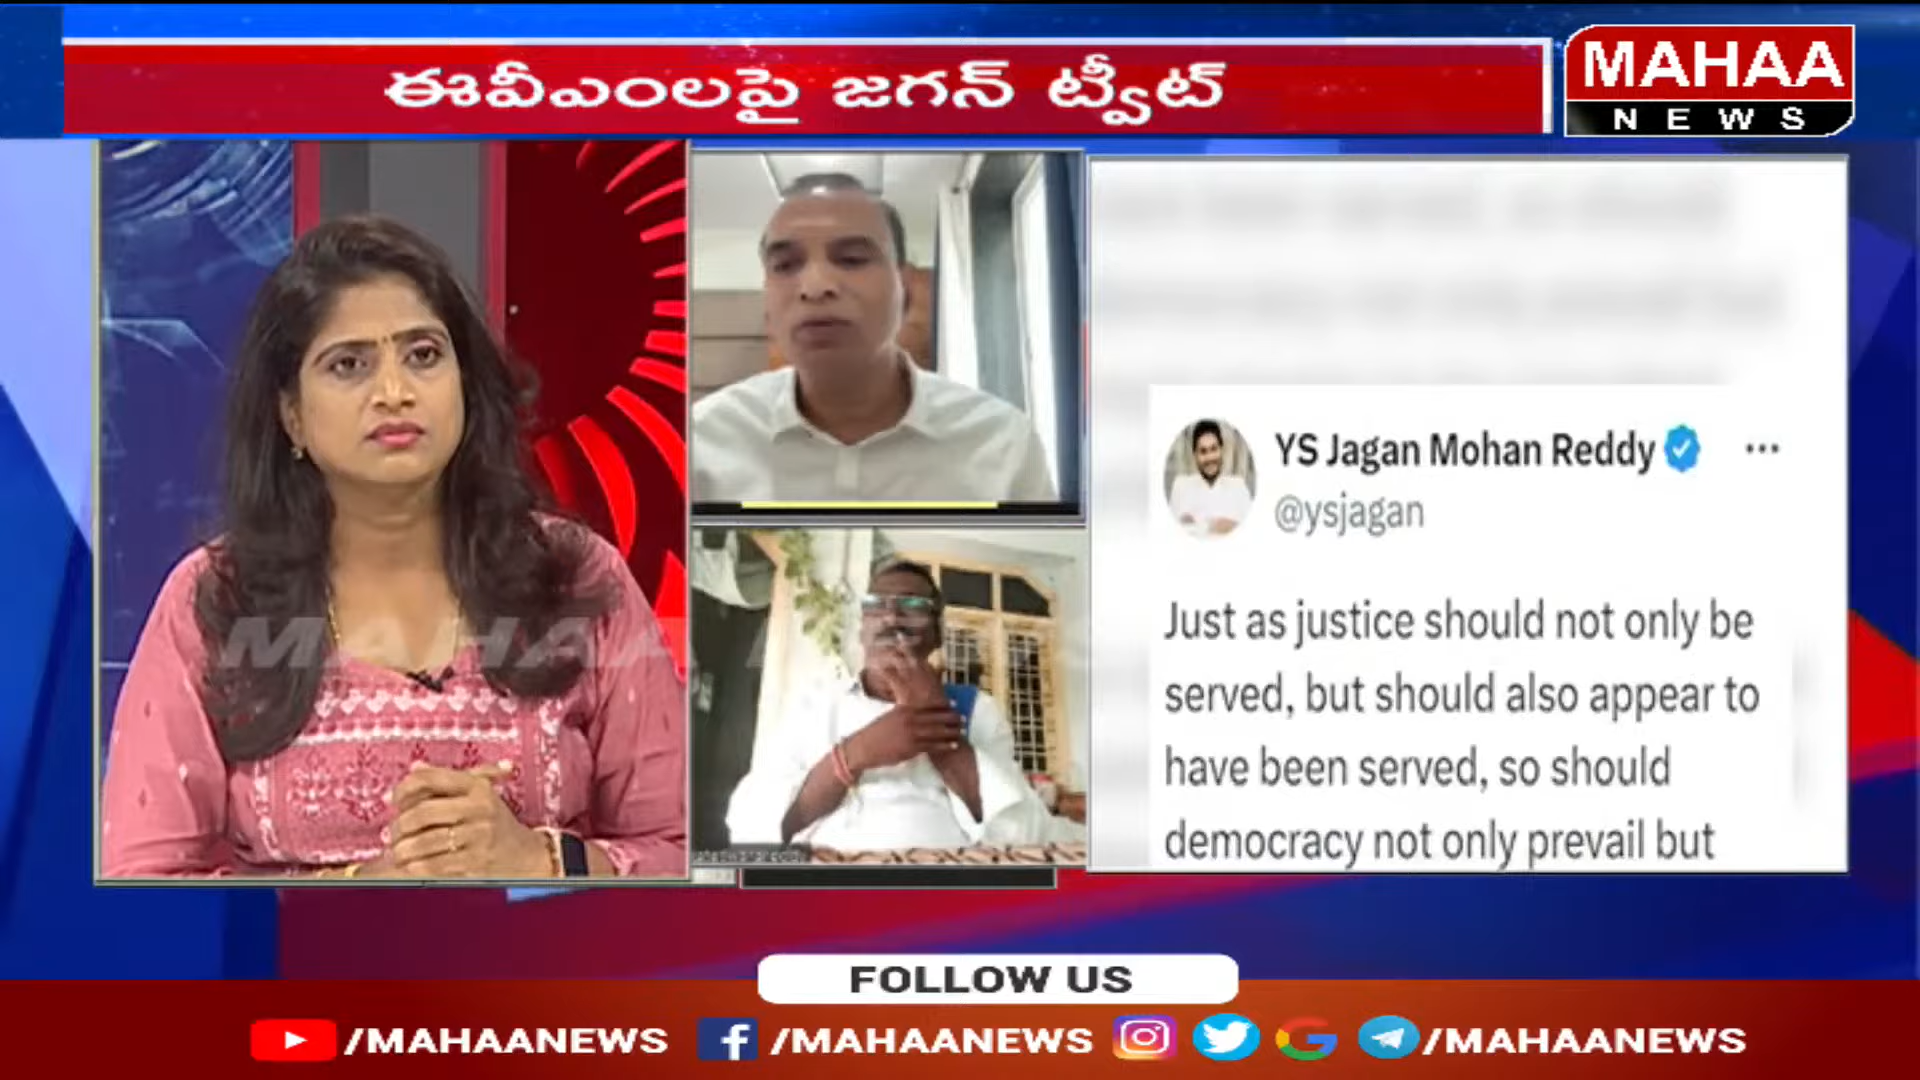 ఈవీఎంలపై జగన్ ట్వీట్
MAHAA
NEWS
YS Jagan Mohan Reddy
@ysjagan
Just as justice should not only be
served, but should also appear to
have been served, so should
democracy not only prevail but
MAHAA
FOLLOW US
/MAHAANEWS /MAHAANEWS /MAHAANEWS